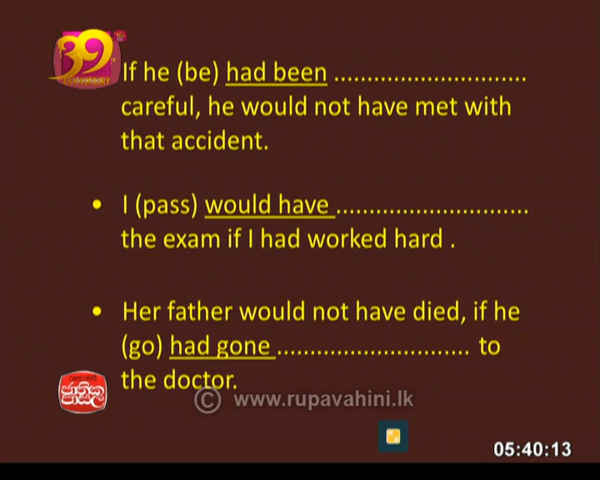 39
If he (be) had been .............................
careful, he would not have met with
that accident.
• I (pass) would have .............................
the exam if I had worked hard .
• Her father would not have died, if he
(go) had gone ............................. to
the doctor.
© www.rupavahini.lk
05:40:13